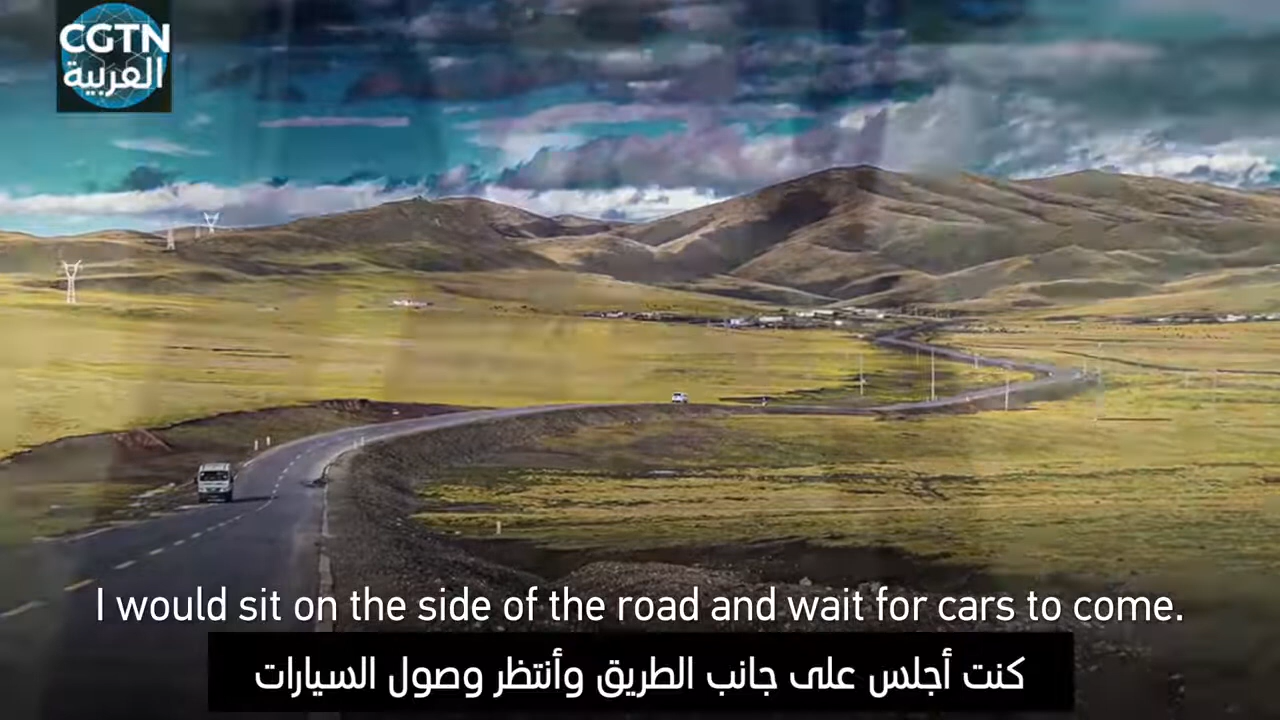 CGTN
العربية
I would sit on the side of the road and wait for cars to come.
كنت أجلس على جانب الطريق وأنتظر وصول السيارات